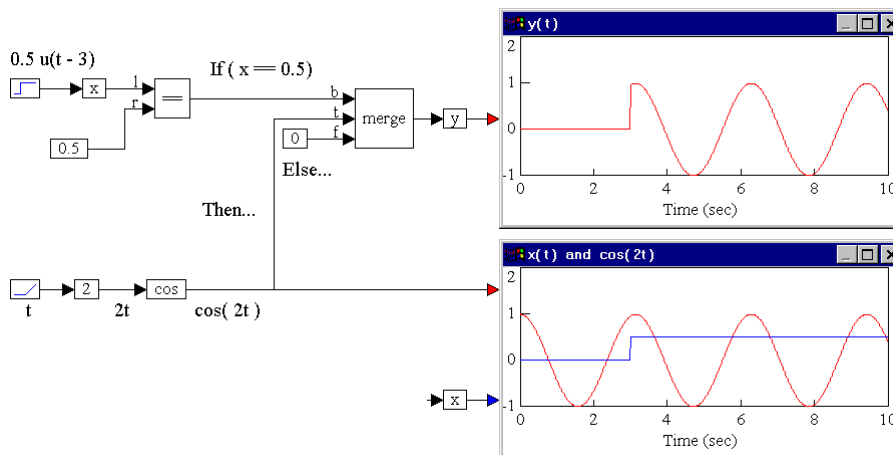 0.5 u(t - 3)
x
l
r
==
0.5
If ( x == 0.5)
b
t
f
0
merge
y
Else...
Then...
t
2
2t
cos
cos( 2t )
x
y(t)
2
1
0
-1
0 2 4 6 8 10
Time (sec)
x(t) and cos(2t)
2
1
0
-1
0 2 4 6 8 10
Time (sec)